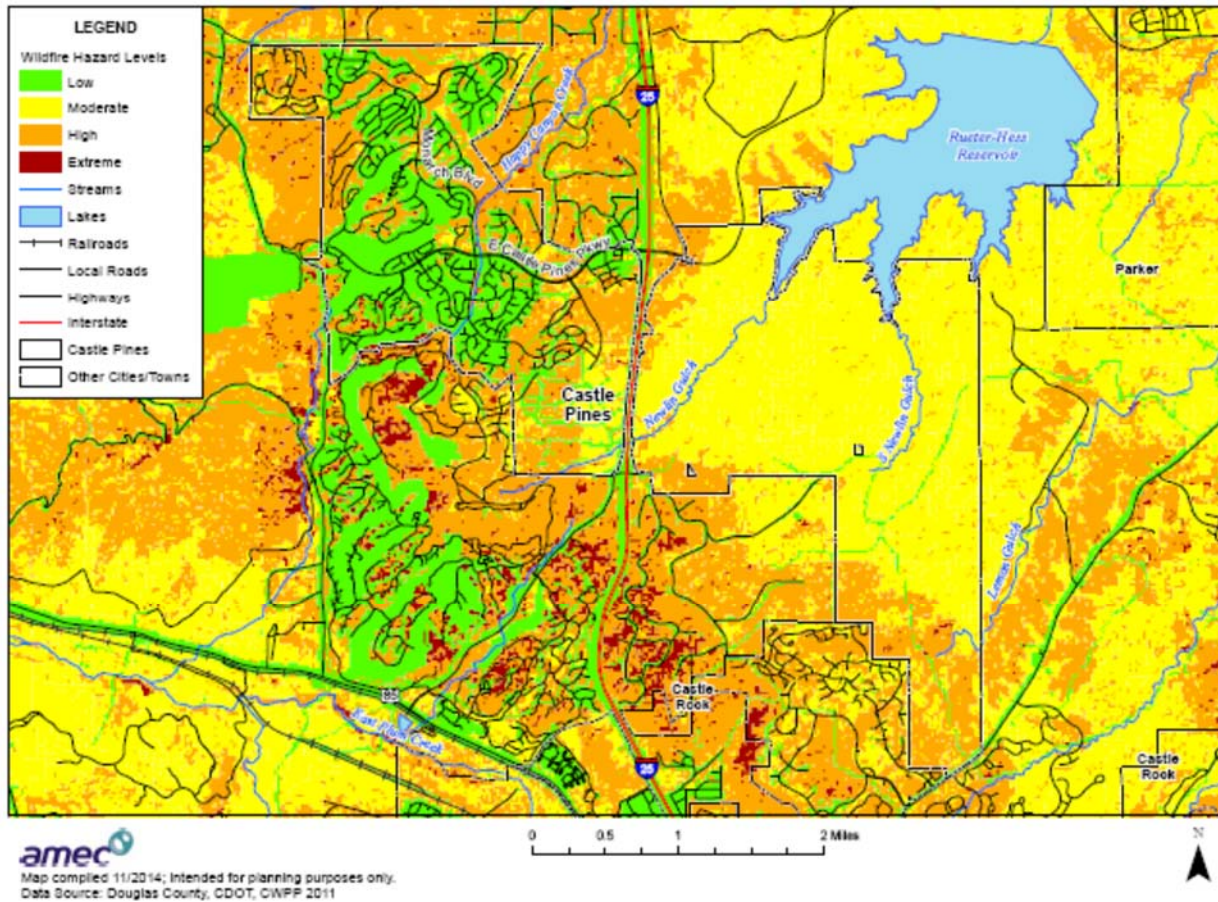 LEGEND
Wildfire Hazard Levels
Low
Moderate
High
Extreme
Streams
Lakes
Railroads
Local Roads
Highways
Interstate
Castle Pines
Other Cities/Towns
25
Happy Canyon Creek
Monarch Blvd
E Castle Pines Pkwy
Rueter-Hess
Reservoir
Parker
Castle
Pines
Newlin Gulch
S Newlin Gulch
Lemon Gulch
85
East Plum Creek
Castle
Rock
25
Castle
Rock
amec
0 0.5 1 2 Miles
N
Map compiled 11/2014; intended for planning purposes only.
Data Source: Douglas County, CDOT, CWPP 2011